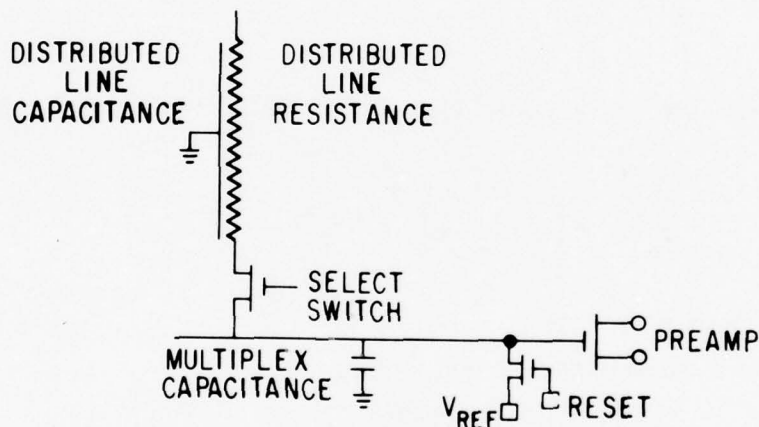 DISTRIBUTED
LINE
CAPACITANCE
DISTRIBUTED
LINE
RESISTANCE
SELECT
SWITCH
MULTIPLEX
CAPACITANCE
PREAMP
VREF
RESET